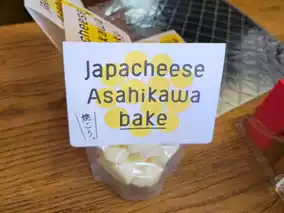 Japacheese
Asahikawa
bake
焼こう。